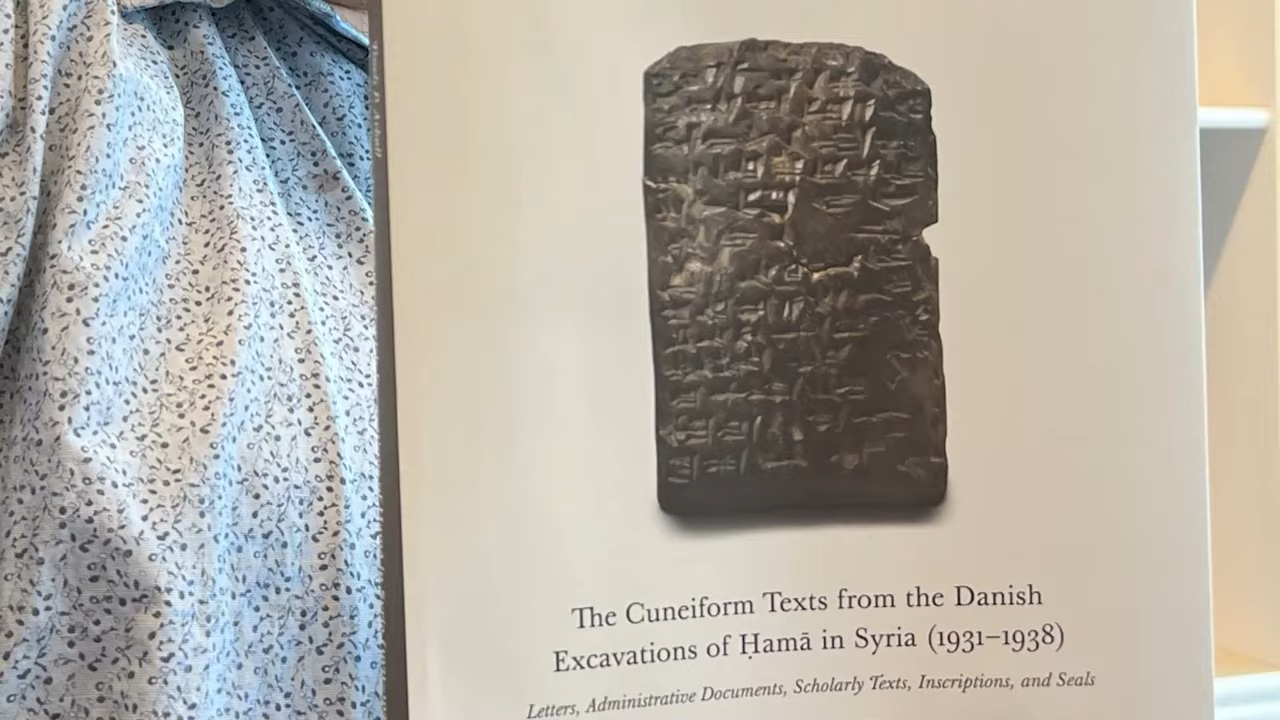 The Cuneiform Texts from the Danish
Excavations of Ḥamā in Syria (1931–1938)
Letters, Administrative Documents, Scholarly Texts, Inscriptions, and Seals